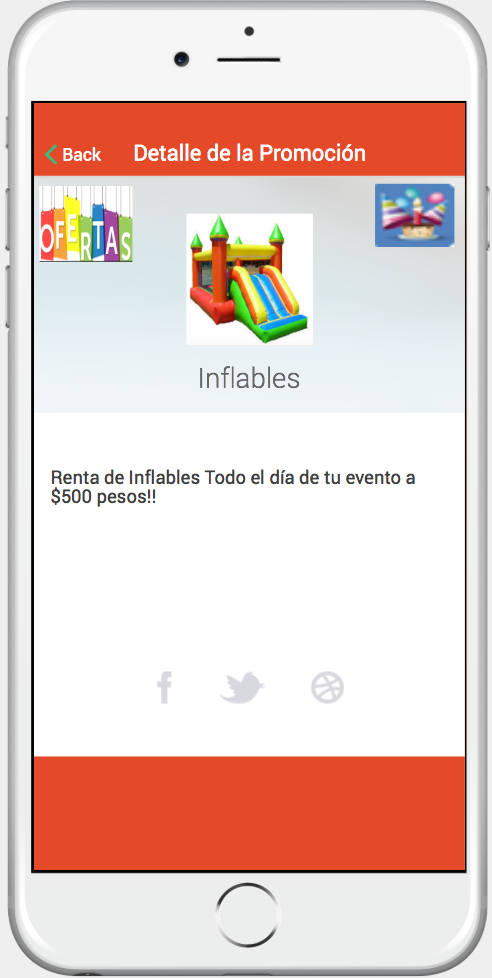 Back
Detalle de la Promoción
OFERTAS
Inflables
Renta de Inflables Todo el día de tu evento a
$500 pesos!!